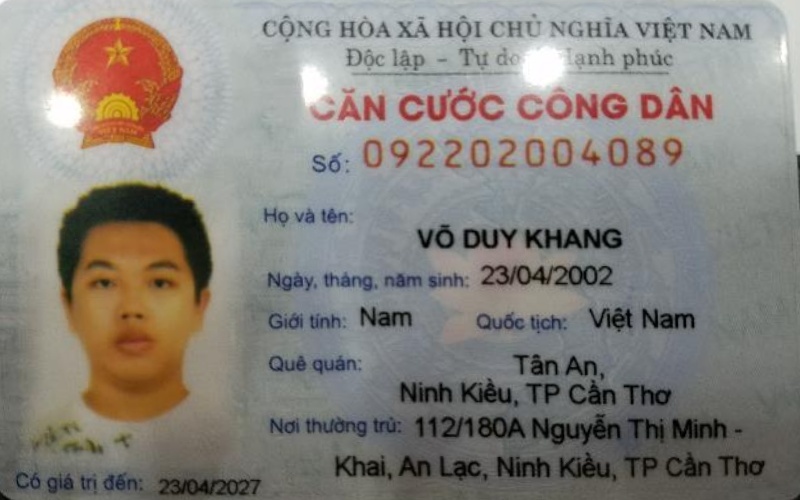 CỘNG HÒA XÃ HỘI CHỦ NGHĨA VIỆT NAM
Độc lập - Tự do Hạnh phúc
CĂN CƯỚC CÔNG DÂN
Số: 092202004089
Họ và tên:
VÕ DUY KHANG
Ngày, tháng, năm sinh: 23/04/2002
Giới tính: Nam Quốc tịch: Việt Nam
Quê quán: Tân An,
Ninh Kiều, TP Cần Thơ
Nơi thường trú: 112/180A Nguyễn Thị Minh -
Khai, An Lạc, Ninh Kiều, TP Cần Thơ
Có giá trị đến: 23/04/2027